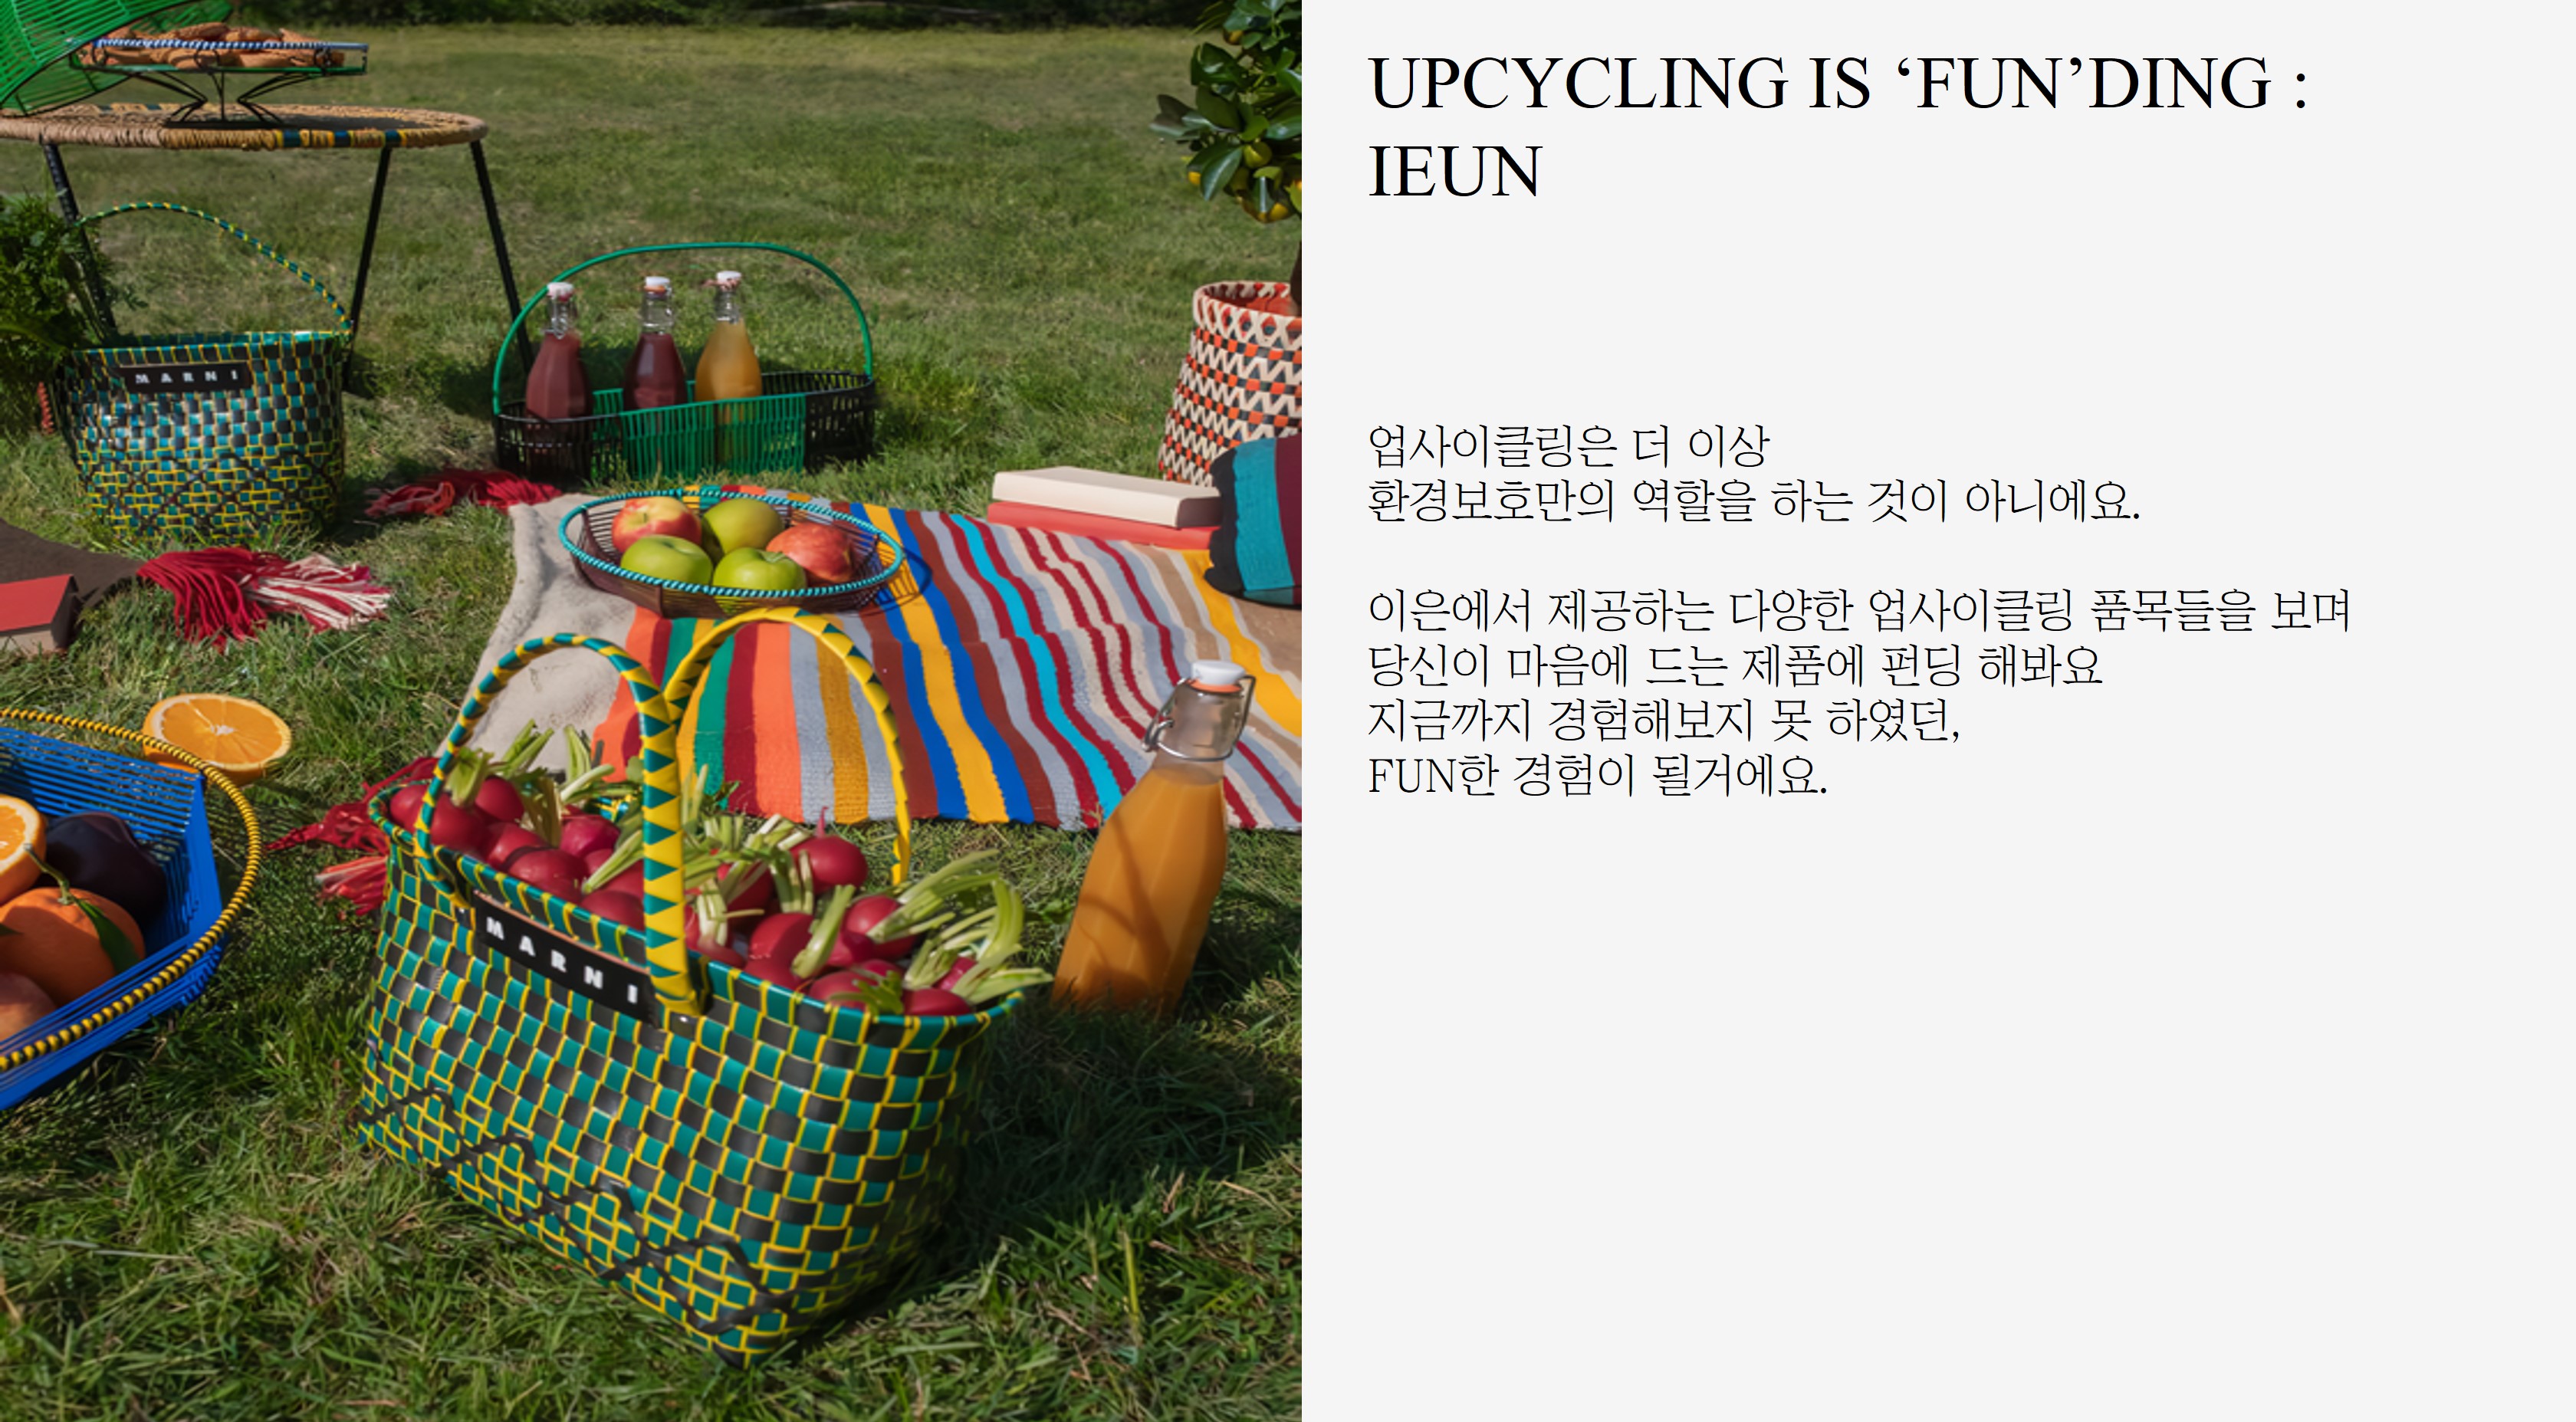 UPCYCLING IS ‘FUN’DING :
IEUN
업사이클링은 더 이상
환경보호만의 역할을 하는 것이 아니에요.
이은에서 제공하는 다양한 업사이클링 품목들을 보며
당신이 마음에 드는 제품에 펀딩 해봐요
지금까지 경험해보지 못 하였던,
FUN한 경험이 될거에요.
MARNI
MARNI